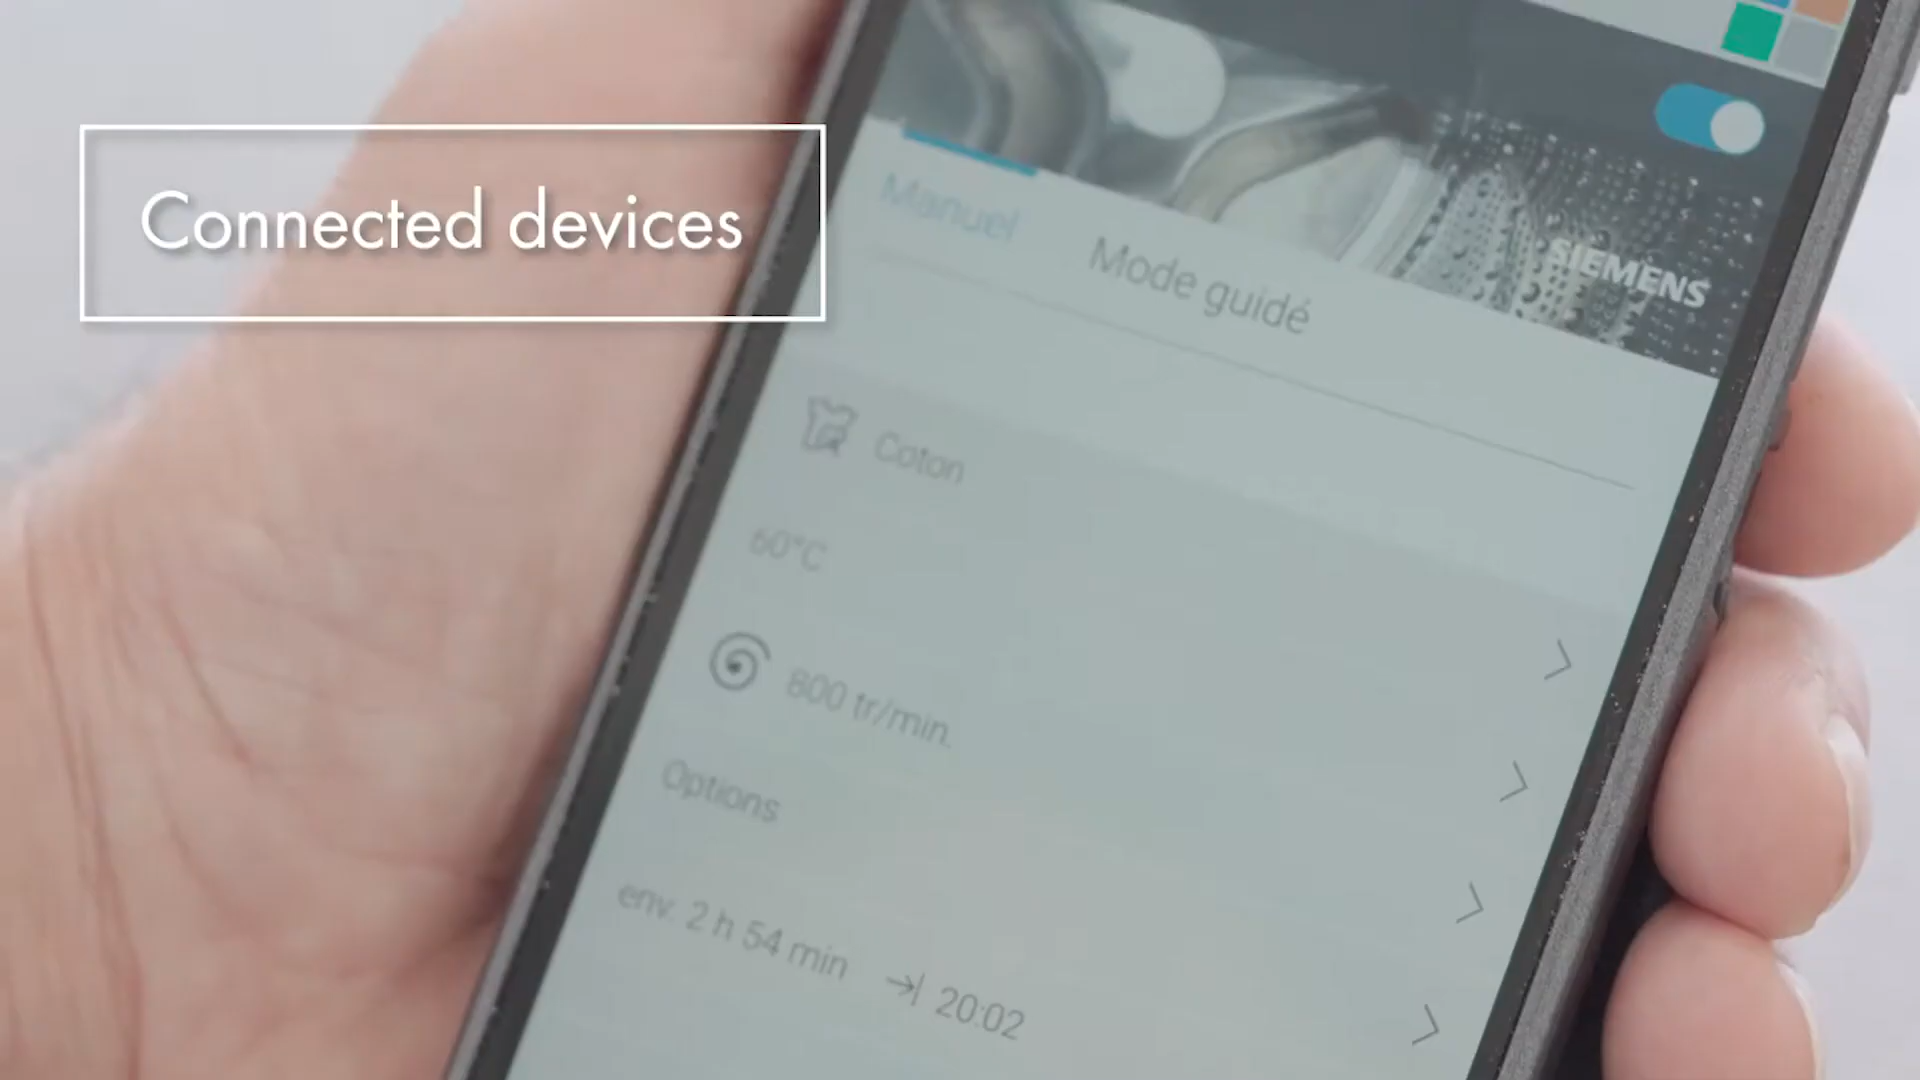 Connected devices
SIEMENS
Manuel
Mode guidé
Coton
60°C
800 tr/min.
Options
env. 2 h 54 min →| 20:02